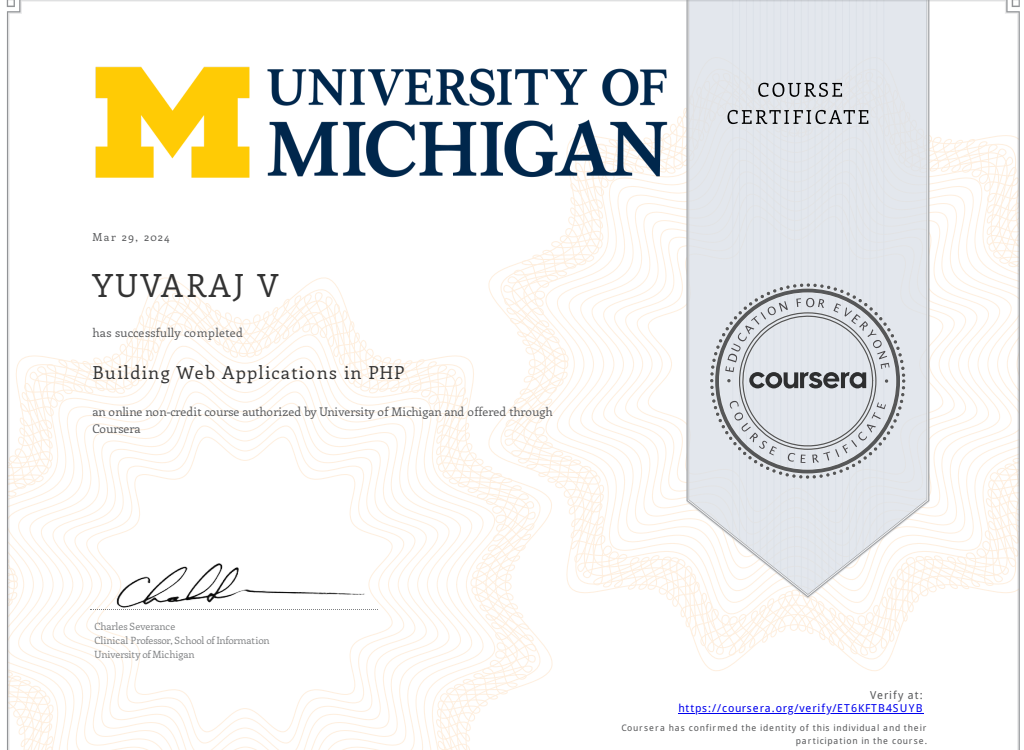 UNIVERSITY OF
MICHIGAN
COURSE
CERTIFICATE
Mar 29, 2024
YUVARAJ V
has successfully completed
Building Web Applications in PHP
an online non-credit course authorized by University of Michigan and offered through
Coursera
EDUCATION FOR EVERYONE
coursera
COURSE CERTIFICATE
Charles Severance
Clinical Professor, School of Information
University of Michigan
Verify at:
https://coursera.org/verify/ET6KFTB4SUYB
Coursera has confirmed the identity of this individual and their
participation in the course.